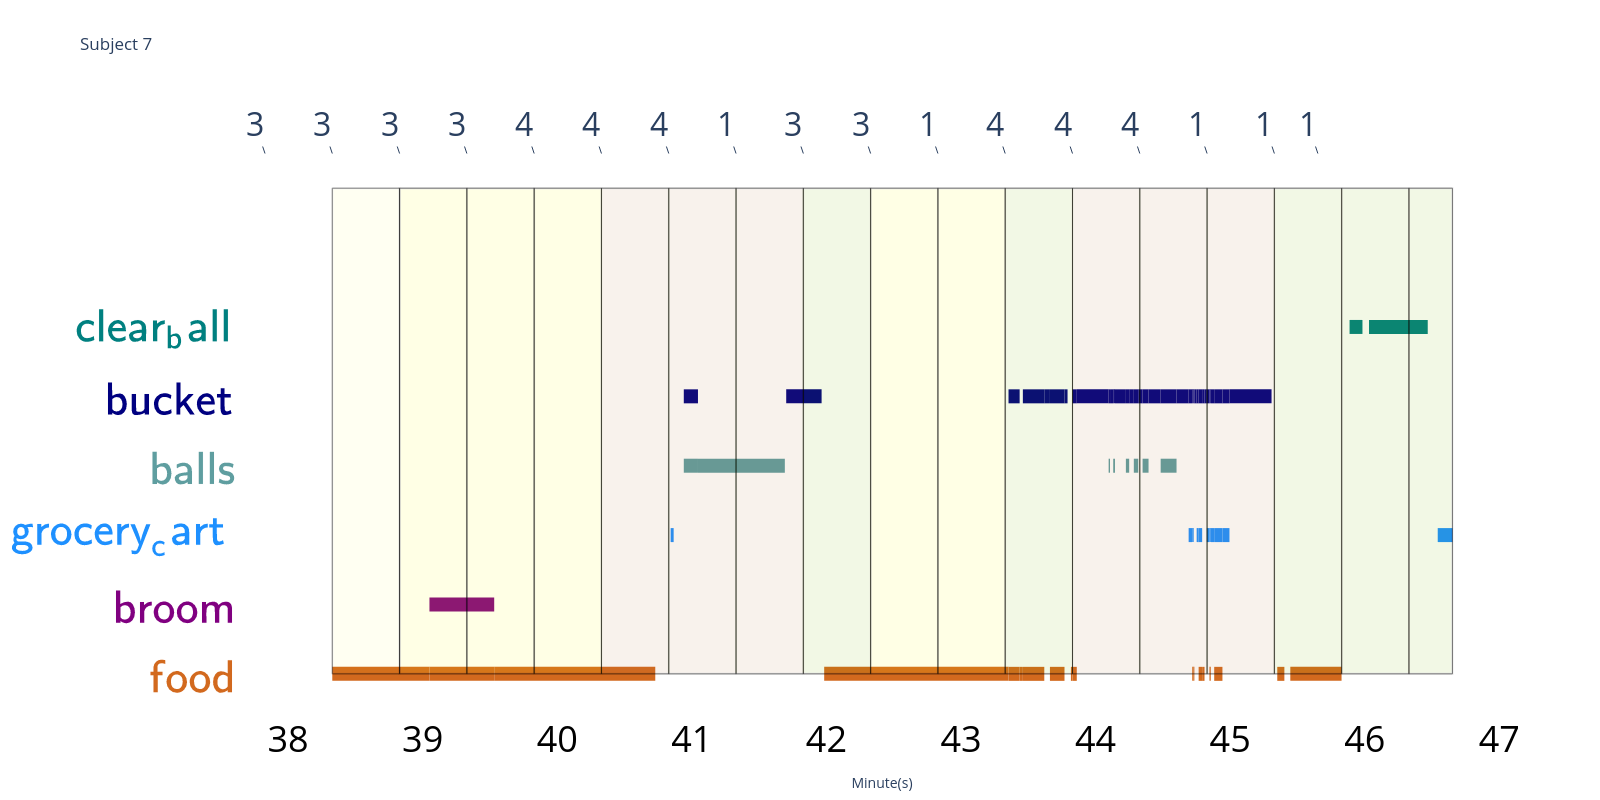 Subject 7
3 3 3 3 4 4 4 1 3 3 1 4 4 4 1 1 1
clear_ball
bucket
balls
grocery_cart
broom
food
38 39 40 41 42 43 44 45 46 47
Minute(s)